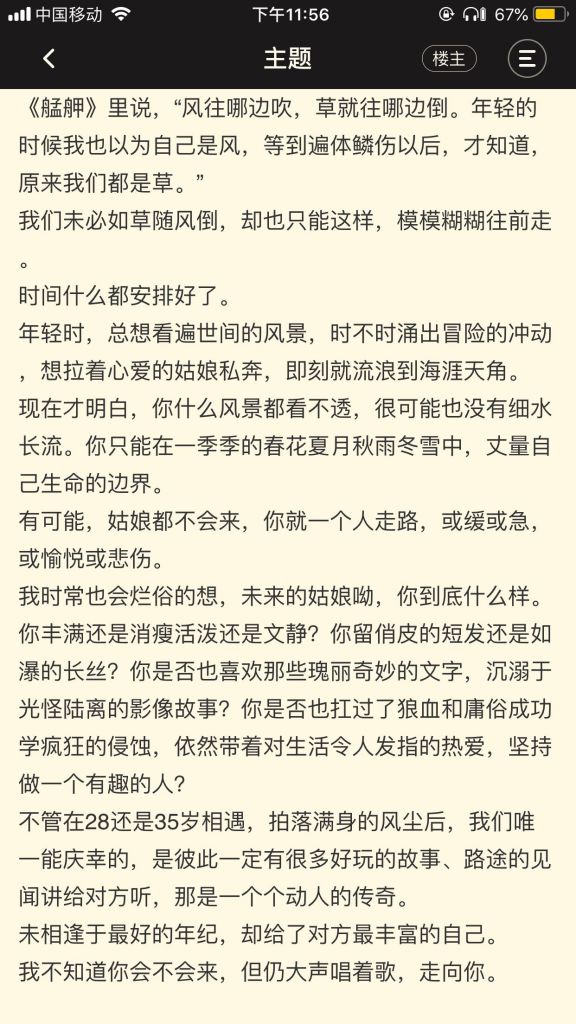 中国移动 下午11:56 67%
主题 楼主
《艋舺》里说，“风往哪边吹，草就往哪边倒。年轻的
时候我也以为自己是风，等到遍体鳞伤以后，才知道，
原来我们都是草。”
我们未必如草随风倒，却也只能这样，模模糊糊往前走
。
时间什么都安排好了。
年轻时，总想看遍世间的风景，时不时涌出冒险的冲动
，想拉着心爱的姑娘私奔，即刻就流浪到海涯天角。
现在才明白，你什么风景都看不透，很可能也没有细水
长流。你只能在一季季的春花夏月秋雨冬雪中，丈量自
己生命的边界。
有可能，姑娘都不会来，你就一个人走路，或缓或急，
或愉悦或悲伤。
我时常也会烂俗的想，未来的姑娘呦，你到底什么样。
你丰满还是消瘦活泼还是文静？你留俏皮的短发还是如
瀑的长丝？你是否也喜欢那些瑰丽奇妙的文字，沉溺于
光怪陆离的影像故事？你是否也扛过了狼血和庸俗成功
学疯狂的侵蚀，依然带着对生活令人发指的热爱，坚持
做一个有趣的人？
不管在28还是35岁相遇，拍落满身的风尘后，我们唯
一能庆幸的，是彼此一定有很多好玩的故事、路途的见
闻讲给对方听，那是一个个动人的传奇。
未相逢于最好的年纪，却给了对方最丰富的自己。
我不知道你会不会来，但仍大声唱着歌，走向你。